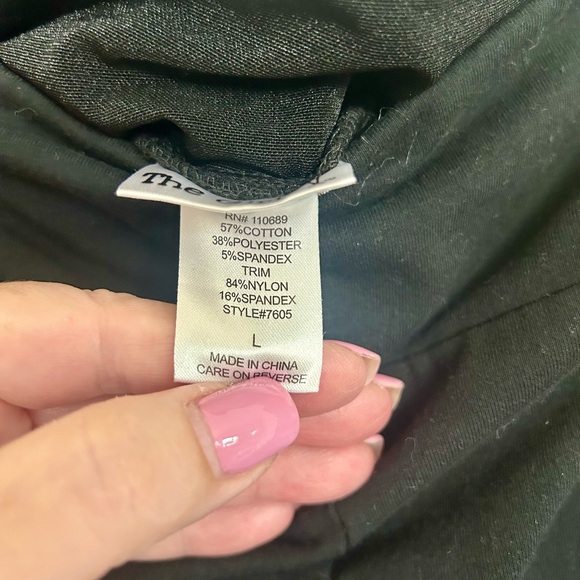 The
RN# 110689
57%COTTON
38%POLYESTER
5%SPANDEX
TRIM
84%NYLON
16%SPANDEX
STYLE#7605
L
MADE IN CHINA
CARE ON REVERSE